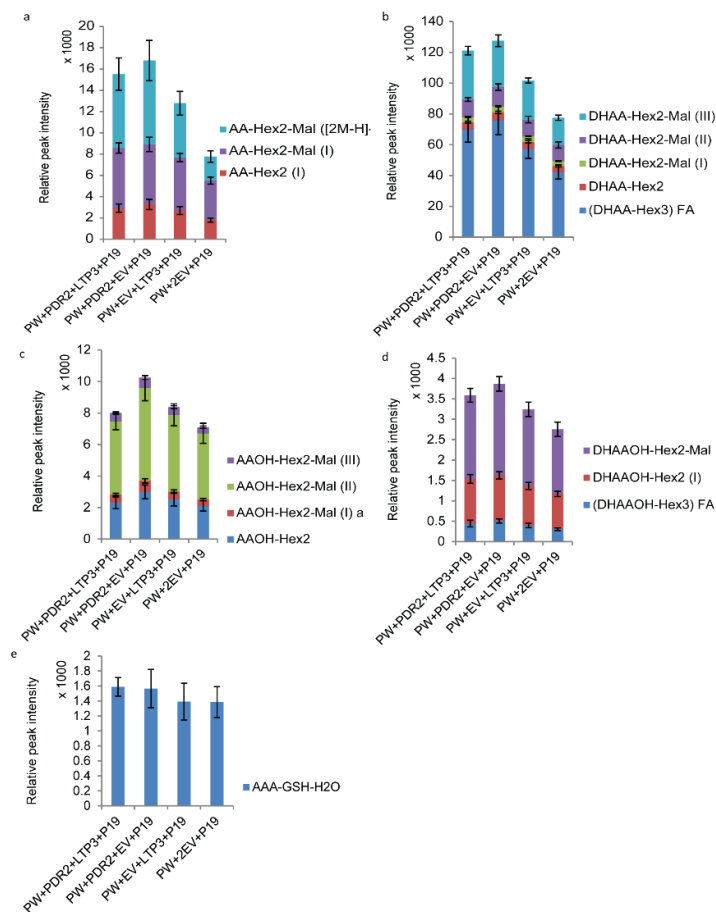 a
20
18
16
14
12
10
8
6
4
2
0
x 1000
Relative peak intensity
AA-Hex2-Mal ([2M-H]-
AA-Hex2-Mal (I)
AA-Hex2 (I)
PW+PDR2+LTP3+P19
PW+PDR2+EV+P19
PW+EV+LTP3+P19
PW+2EV+P19
b
140
120
100
80
60
40
20
0
x 1000
Relative peak intensity
DHAA-Hex2-Mal (III)
DHAA-Hex2-Mal (II)
DHAA-Hex2-Mal (I)
DHAA-Hex2
(DHAA-Hex3) FA
PW+PDR2+LTP3+P19
PW+PDR2+EV+P19
PW+EV+LTP3+P19
PW+2EV+P19
c
12
10
8
6
4
2
0
x 1000
Relative peak intensity
AAOH-Hex2-Mal (III)
AAOH-Hex2-Mal (II)
AAOH-Hex2-Mal (I) a
AAOH-Hex2
PW+PDR2+LTP3+P19
PW+PDR2+EV+P19
PW+EV+LTP3+P19
PW+2EV+P19
d
4.5
4
3.5
3
2.5
2
1.5
1
0.5
0
x 1000
Relative peak intensity
DHAAOH-Hex2-Mal
DHAAOH-Hex2 (I)
(DHAAOH-Hex3) FA
PW+PDR2+LTP3+P19
PW+PDR2+EV+P19
PW+EV+LTP3+P19
PW+2EV+P19
e
2
1.8
1.6
1.4
1.2
1
0.8
0.6
0.4
0.2
0
x 1000
Relative peak intensity
AAA-GSH-H2O
PW+PDR2+LTP3+P19
PW+PDR2+EV+P19
PW+EV+LTP3+P19
PW+2EV+P19